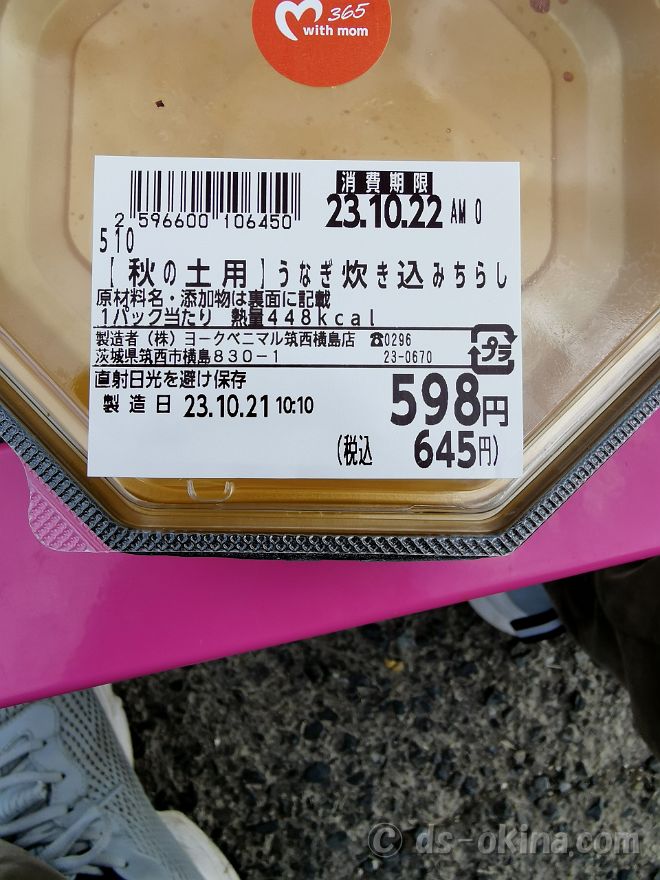 365
with mom
消費期限
2 596600 106450
23.10.22 AM 0
510
【秋の土用】うなぎ炊き込みちらし
原材料名・添加物は裏面に記載
1パック当たり 熱量448kcal
製造者(株)ヨークベニマル筑西横島店 ☎0296
茨城県筑西市横島830-1 23-0670
プラ
直射日光を避け保存
製造日 23.10.21 10:10
598円
(税込 645円)
© ds-okina.com